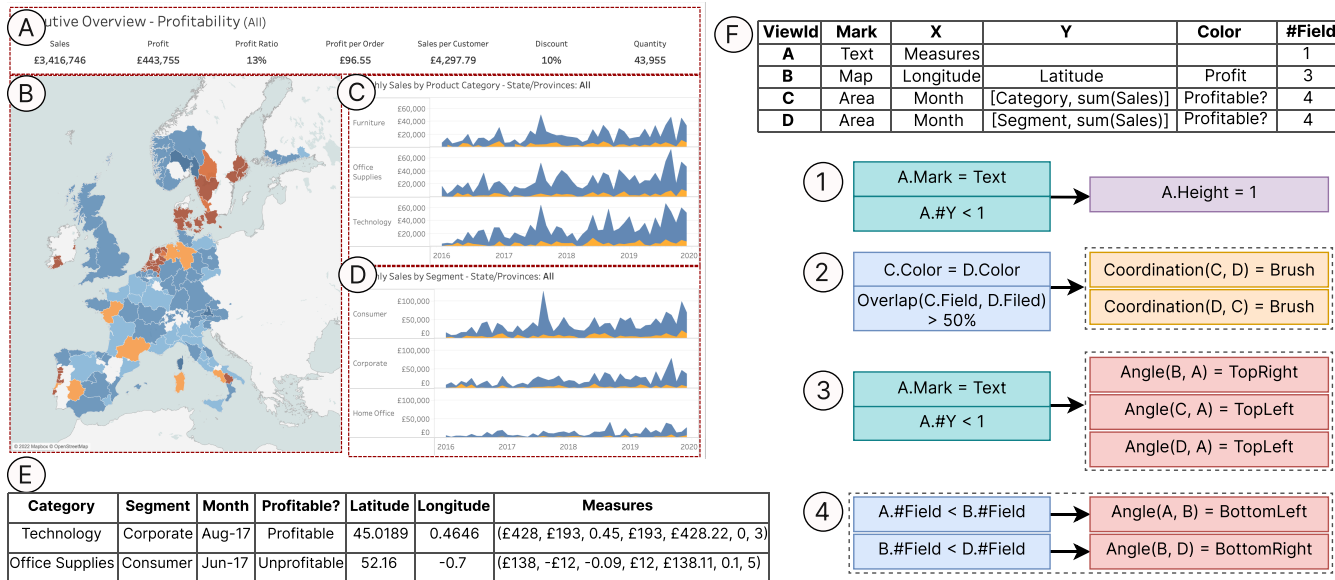 A
utive Overview - Profitability (All)
Sales Profit Profit Ratio Profit per Order Sales per Customer Discount Quantity
£3,416,746 £443,755 13% £96.55 £4,297.79 10% 43,955
B
© 2022 Mapbox © OpenStreetMap
C
hly Sales by Product Category - State/Provinces: All
£60,000
Furniture
£40,000
£20,000
£60,000
Office
Supplies
£40,000
£20,000
£60,000
Technology
£40,000
£20,000
2016 2017 2018 2019 2020
D
hly Sales by Segment - State/Provinces: All
£100,000
Consumer
£50,000
£0
£100,000
Corporate
£50,000
£0
£100,000
Home Office
£50,000
£0
2016 2017 2018 2019 2020
E
Category Segment Month Profitable? Latitude Longitude Measures
Technology Corporate Aug-17 Profitable 45.0189 0.4646 (£428, £193, 0.45, £193, £428.22, 0, 3)
Office Supplies Consumer Jun-17 Unprofitable 52.16 -0.7 (£138, -£12, -0.09, £12, £138.11, 0.1, 5)
F
ViewId Mark X Y Color #Field
A Text Measures 1
B Map Longitude Latitude Profit 3
C Area Month [Category, sum(Sales)] Profitable? 4
D Area Month [Segment, sum(Sales)] Profitable? 4
1
A.Mark = Text
A.#Y < 1
A.Height = 1
2
C.Color = D.Color
Overlap(C.Field, D.Filed)
> 50%
Coordination(C, D) = Brush
Coordination(D, C) = Brush
3
A.Mark = Text
A.#Y < 1
Angle(B, A) = TopRight
Angle(C, A) = TopLeft
Angle(D, A) = TopLeft
4
A.#Field < B.#Field
Angle(A, B) = BottomLeft
B.#Field < D.#Field
Angle(B, D) = BottomRight